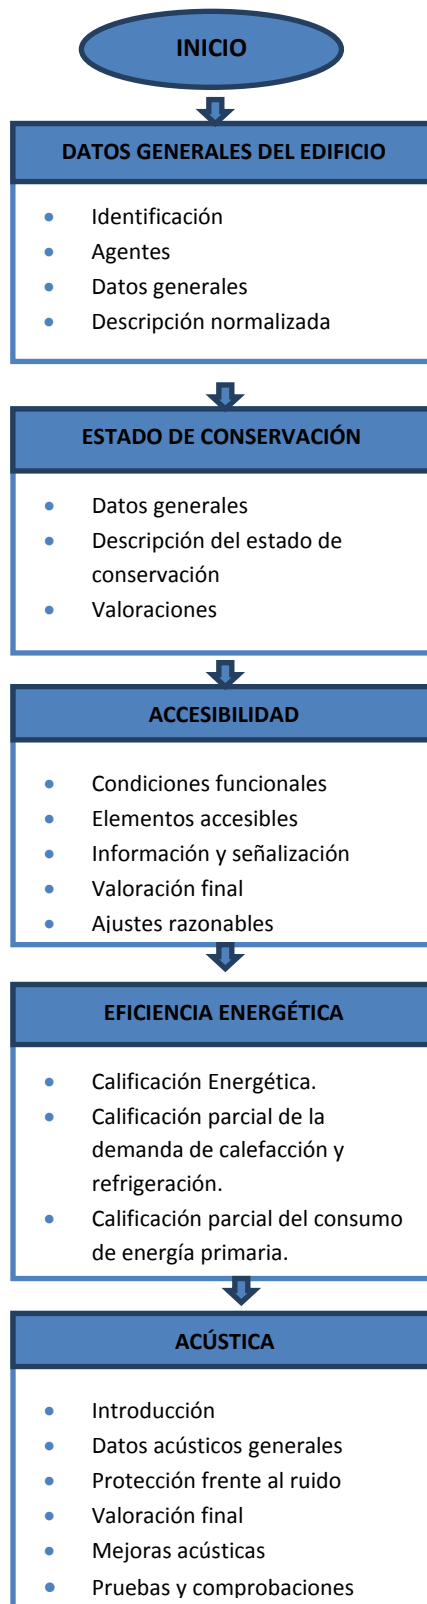 INICIO
DATOS GENERALES DEL EDIFICIO
• Identificación
• Agentes
• Datos generales
• Descripción normalizada
ESTADO DE CONSERVACIÓN
• Datos generales
• Descripción del estado de
conservación
• Valoraciones
ACCESIBILIDAD
• Condiciones funcionales
• Elementos accesibles
• Información y señalización
• Valoración final
• Ajustes razonables
EFICIENCIA ENERGÉTICA
• Calificación Energética.
• Calificación parcial de la
demanda de calefacción y
refrigeración.
• Calificación parcial del consumo
de energía primaria.
ACÚSTICA
• Introducción
• Datos acústicos generales
• Protección frente al ruido
• Valoración final
• Mejoras acústicas
• Pruebas y comprobaciones